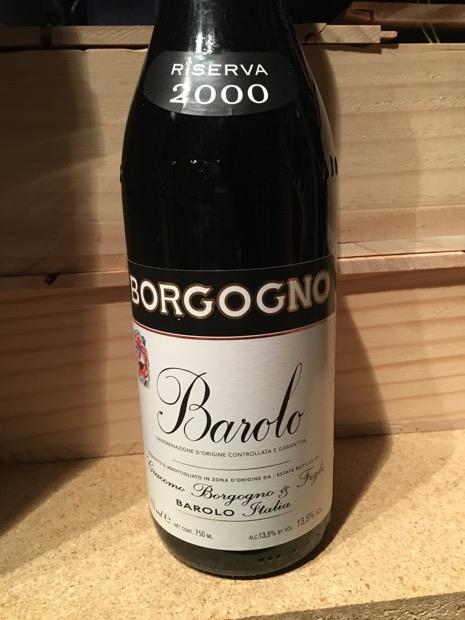 RISERVA
2000
BORGOGNO
Barolo
DENOMINAZIONE D'ORIGINE CONTROLLATA E GARANTITA
IMBOTTIGLIATO IN ZONA D'ORIGINE DA - ESTATE BOTTLED BY
Giacomo Borgogno & Figli
BAROLO Italia
ml e NET CONT. 750 ML ALC.13,5% BY VOL 13,5% VOL